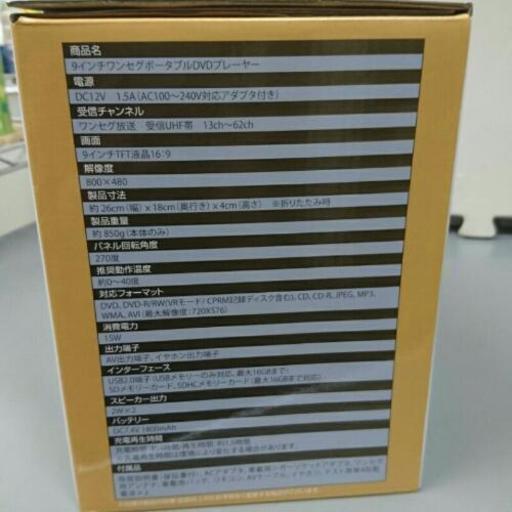 商品名
9インチワンセグポータブルDVDプレーヤー
電源
DC12V 1.5A(AC100〜240V対応アダプタ付き)
受信チャンネル
ワンセグ放送 受信UHF帯 13ch〜62ch
画面
9インチTFT液晶16:9
解像度
800×480
製品寸法
約26cm(幅)x18cm(奥行き)x4cm(高さ) ※折りたたみ時
製品重量
約850g(本体のみ)
パネル回転角度
270度
推奨動作温度
約0〜40度
対応フォーマット
DVD, DVD-R/RW(VRモード/ CPRM記録ディスク含む), CD, CD-R, JPEG, MP3,
WMA, AVI (最大解像度:720X576)
消費電力
15W
出力端子
AV出力端子、イヤホン出力端子
インターフェース
USB2.0端子(USBメモリーのみ対応、最大16GBまで)
SDメモリーカード、SDHCメモリーカード(最大16GBまで対応)
スピーカー出力
2W×2
バッテリー
DC7.4V 1800mAh
充電再生時間
付属品